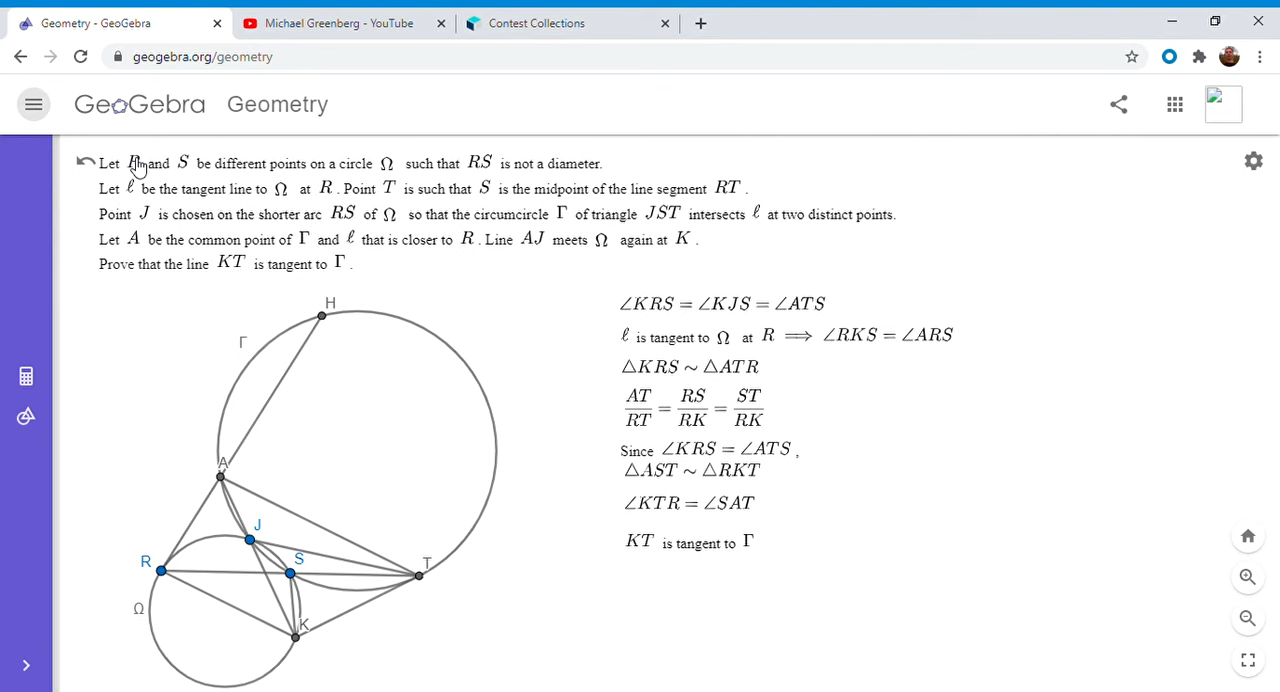 Geometry - GeoGebra
Michael Greenberg - YouTube
Contest Collections
geogebra.org/geometry
GeoGebra Geometry
Let and S be different points on a circle Ω such that RS is not a diameter.
Let ℓ be the tangent line to Ω at R . Point T is such that S is the midpoint of the line segment RT .
Point J is chosen on the shorter arc RS of Ω so that the circumcircle Γ of triangle JST intersects ℓ at two distinct points.
Let A be the common point of Γ and ℓ that is closer to R . Line AJ meets Ω again at K .
Prove that the line KT is tangent to Γ .
∠KRS = ∠KJS = ∠ATS
ℓ is tangent to Ω at R ⟹ ∠RKS = ∠ARS
△KRS ∼ △ATR
AT/RT = RS/RK = ST/RK
Since ∠KRS = ∠ATS ,
△AST ∼ △RKT
∠KTR = ∠SAT
KT is tangent to Γ
H
Γ
A
J
R
S
T
Ω
K